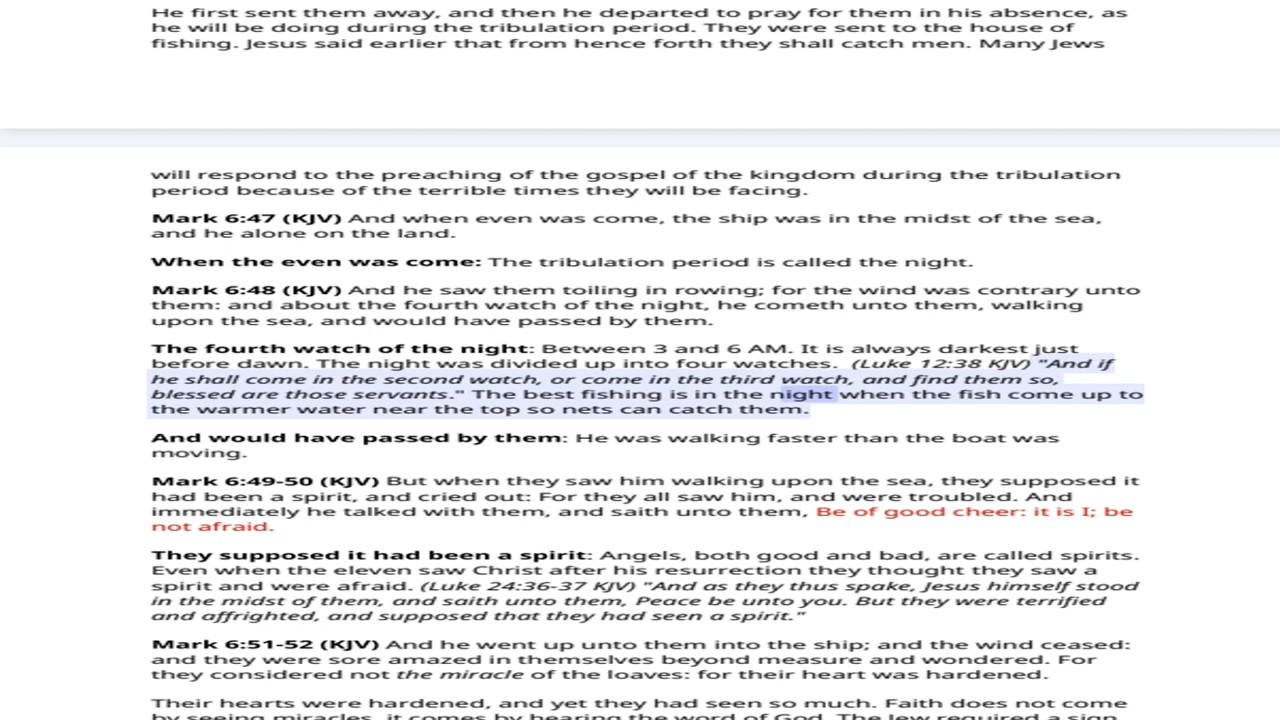 He first sent them away, and then he departed to pray for them in his absence, as
he will be doing during the tribulation period. They were sent to the house of
fishing. Jesus said earlier that from hence forth they shall catch men. Many Jews
will respond to the preaching of the gospel of the kingdom during the tribulation
period because of the terrible times they will be facing.
Mark 6:47 (KJV) And when even was come, the ship was in the midst of the sea,
and he alone on the land.
When the even was come: The tribulation period is called the night.
Mark 6:48 (KJV) And he saw them toiling in rowing; for the wind was contrary unto
them: and about the fourth watch of the night, he cometh unto them, walking
upon the sea, and would have passed by them.
The fourth watch of the night: Between 3 and 6 AM. It is always darkest just
before dawn. The night was divided up into four watches. (Luke 12:38 KJV) "And if
he shall come in the second watch, or come in the third watch, and find them so,
blessed are those servants." The best fishing is in the night when the fish come up to
the warmer water near the top so nets can catch them.
And would have passed by them: He was walking faster than the boat was
moving.
Mark 6:49-50 (KJV) But when they saw him walking upon the sea, they supposed it
had been a spirit, and cried out: For they all saw him, and were troubled. And
immediately he talked with them, and saith unto them, Be of good cheer: it is I; be
not afraid.
They supposed it had been a spirit: Angels, both good and bad, are called spirits.
Even when the eleven saw Christ after his resurrection they thought they saw a
spirit and were afraid. (Luke 24:36-37 KJV) "And as they thus spake, Jesus himself stood
in the midst of them, and saith unto them, Peace be unto you. But they were terrified
and affrighted, and supposed that they had seen a spirit."
Mark 6:51-52 (KJV) And he went up unto them into the ship; and the wind ceased:
and they were sore amazed in themselves beyond measure and wondered. For
they considered not the miracle of the loaves: for their heart was hardened.
Their hearts were hardened, and yet they had seen so much. Faith does not come
by seeing miracles, it comes by hearing the word of God. The Jew required a sign